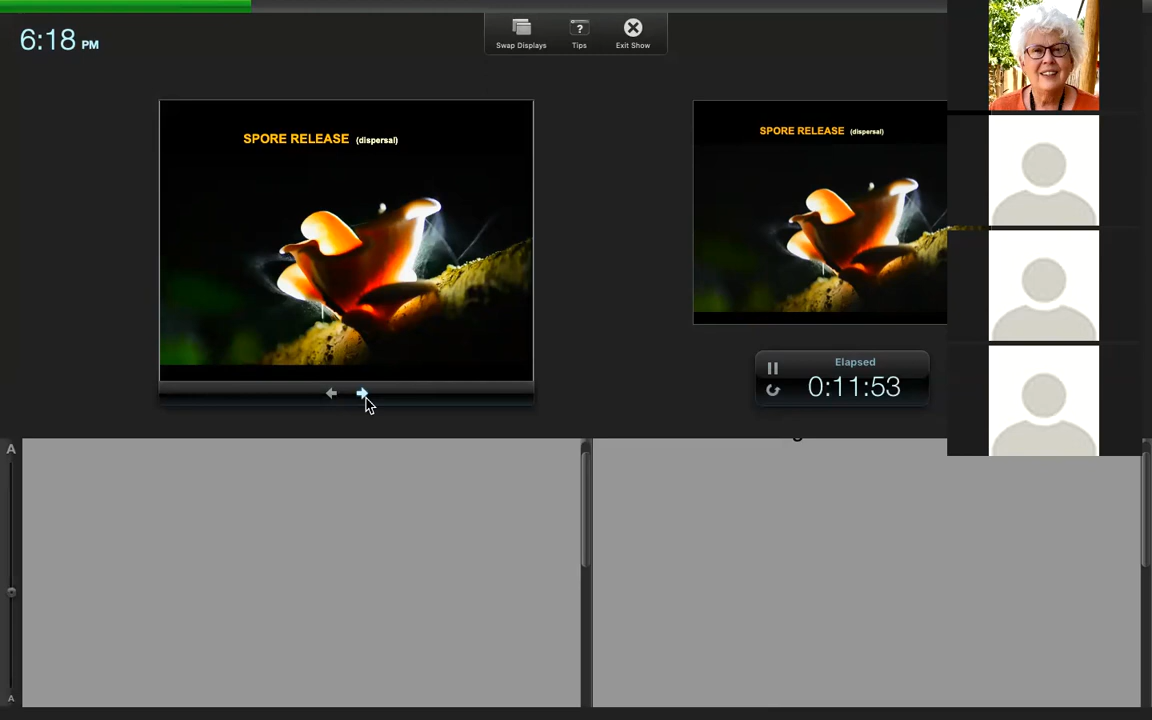 6:18 PM
Swap Displays
Tips
Exit Show
SPORE RELEASE (dispersal)
SPORE RELEASE (dispersal)
Elapsed
0:11:53
A
A